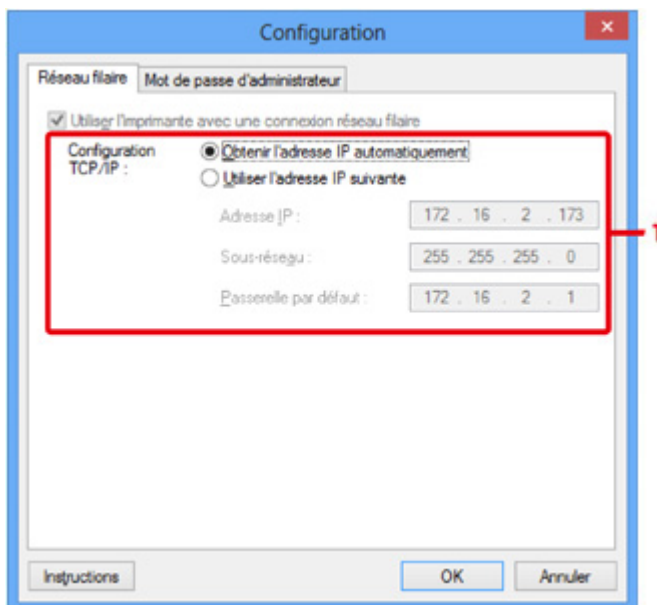 Configuration
Réseau filaire
Mot de passe d'administrateur
Utiliser l'imprimante avec une connexion réseau filaire
Configuration
TCP/IP :
Obtenir l'adresse IP automatiquement
Utiliser l'adresse IP suivante
Adresse IP :
172 . 16 . 2 . 173
1
Sous-réseau :
255 . 255 . 255 . 0
Passerelle par défaut :
172 . 16 . 2 . 1
Instructions
OK
Annuler